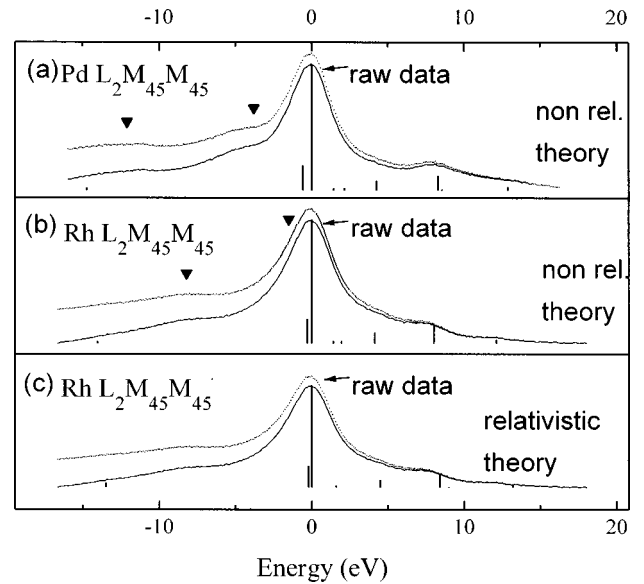 -10 0 10 20
(a) Pd L₂M₄₅M₄₅
raw data
non rel.
theory
(b) Rh L₂M₄₅M₄₅
raw data
non rel.
theory
(c) Rh L₂M₄₅M₄₅
raw data
relativistic
theory
-10 0 10 20
Energy (eV)